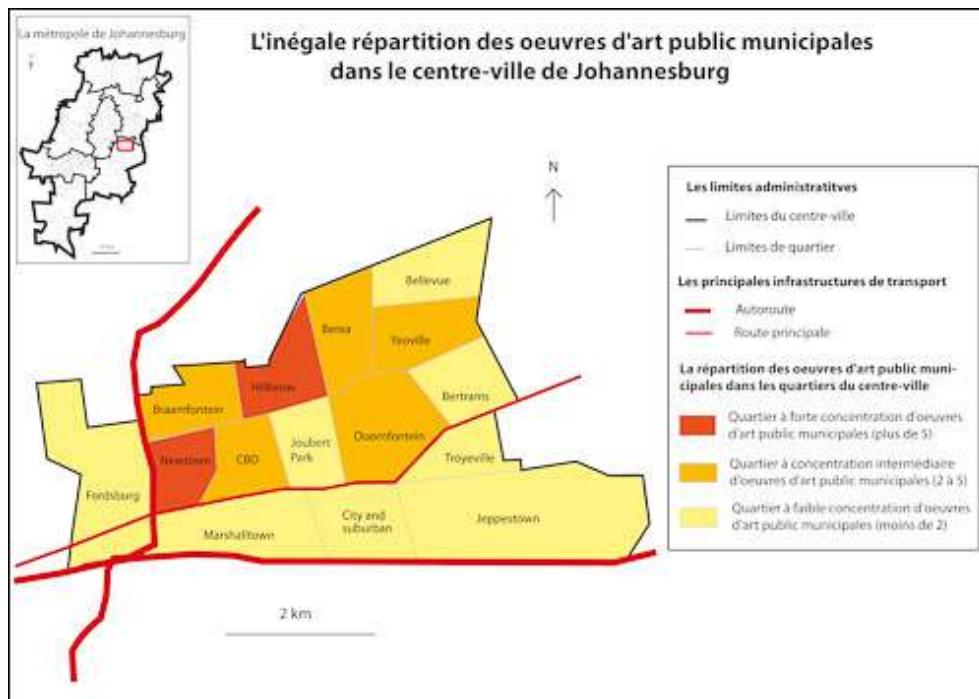 La métropole de Johannesburg
L'inégale répartition des oeuvres d'art public municipales
dans le centre-ville de Johannesburg
N
Les limites administratitves
Limites du centre-ville
Limites de quartier
Les principales infrastructures de transport
Autoroute
Route principale
La répartition des oeuvres d'art public muni-
cipales dans les quartiers du centre-ville
Quartier à forte concentration d'oeuvres
d'art public municipales (plus de 5)
Quartier à concentration intermédiaire
d'oeuvres d'art public municipales (2 à 5)
Quartier à faible concentration d'oeuvres
d'art public municipales (moins de 2)
Bellevue
Berea
Yeoville
Hillbrow
Bertrams
Braamfontein
Doornfontein
Joubert
Park
Newtown
CBD
Troyeville
Fordsburg
City and
suburban
Jeppestown
Marshalltown
2 km